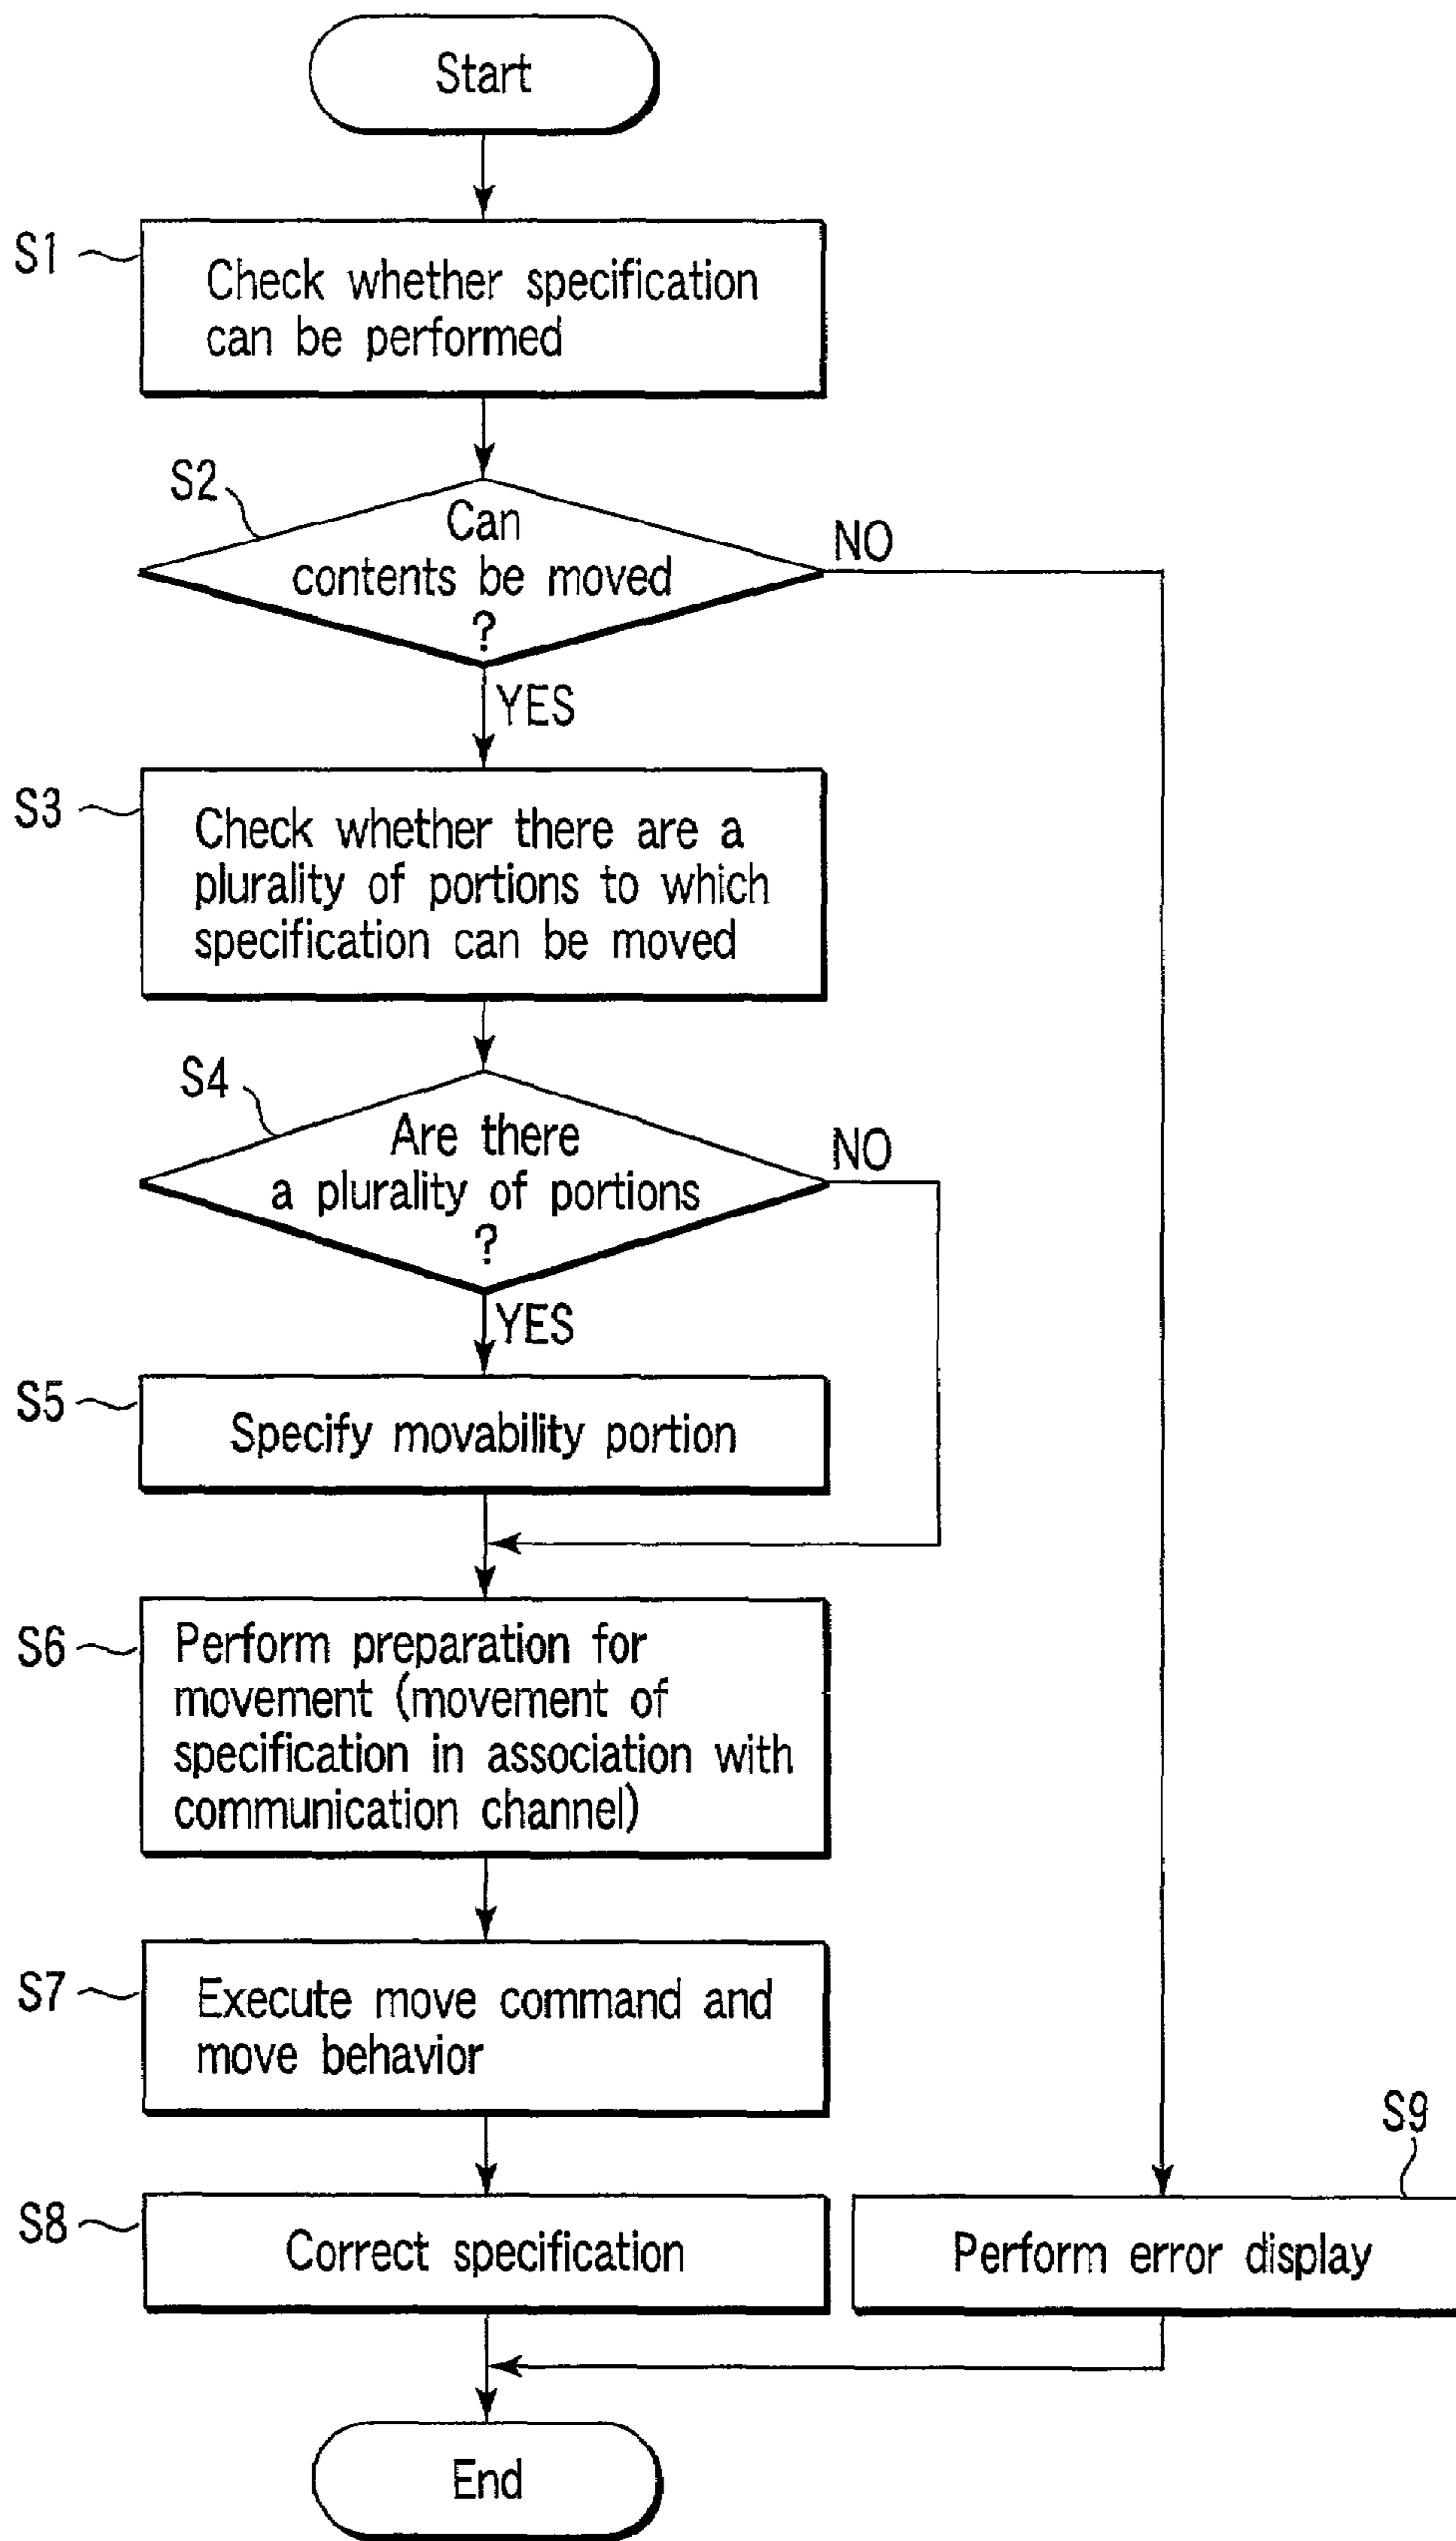 Start
S1
Check whether specification
can be performed
S2
Can
contents be moved
?
NO
YES
S3
Check whether there are a
plurality of portions to which
specification can be moved
S4
Are there
a plurality of portions
?
NO
YES
S5
Specify movability portion
S6
Perform preparation for
movement (movement of
specification in association with
communication channel)
S7
Execute move command and
move behavior
S8
Correct specification
S9
Perform error display
End